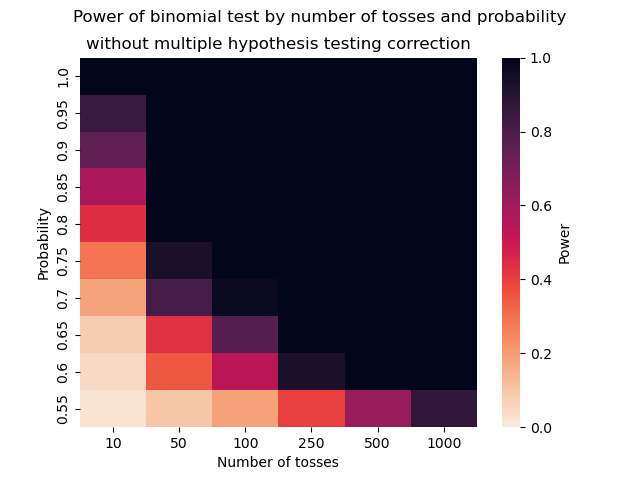 Power of binomial test by number of tosses and probability
without multiple hypothesis testing correction
Probability
1.0
0.95
0.9
0.85
0.8
0.75
0.7
0.65
0.6
0.55
10 50 100 250 500 1000
Number of tosses
1.0
0.8
0.6
0.4
0.2
0.0
Power